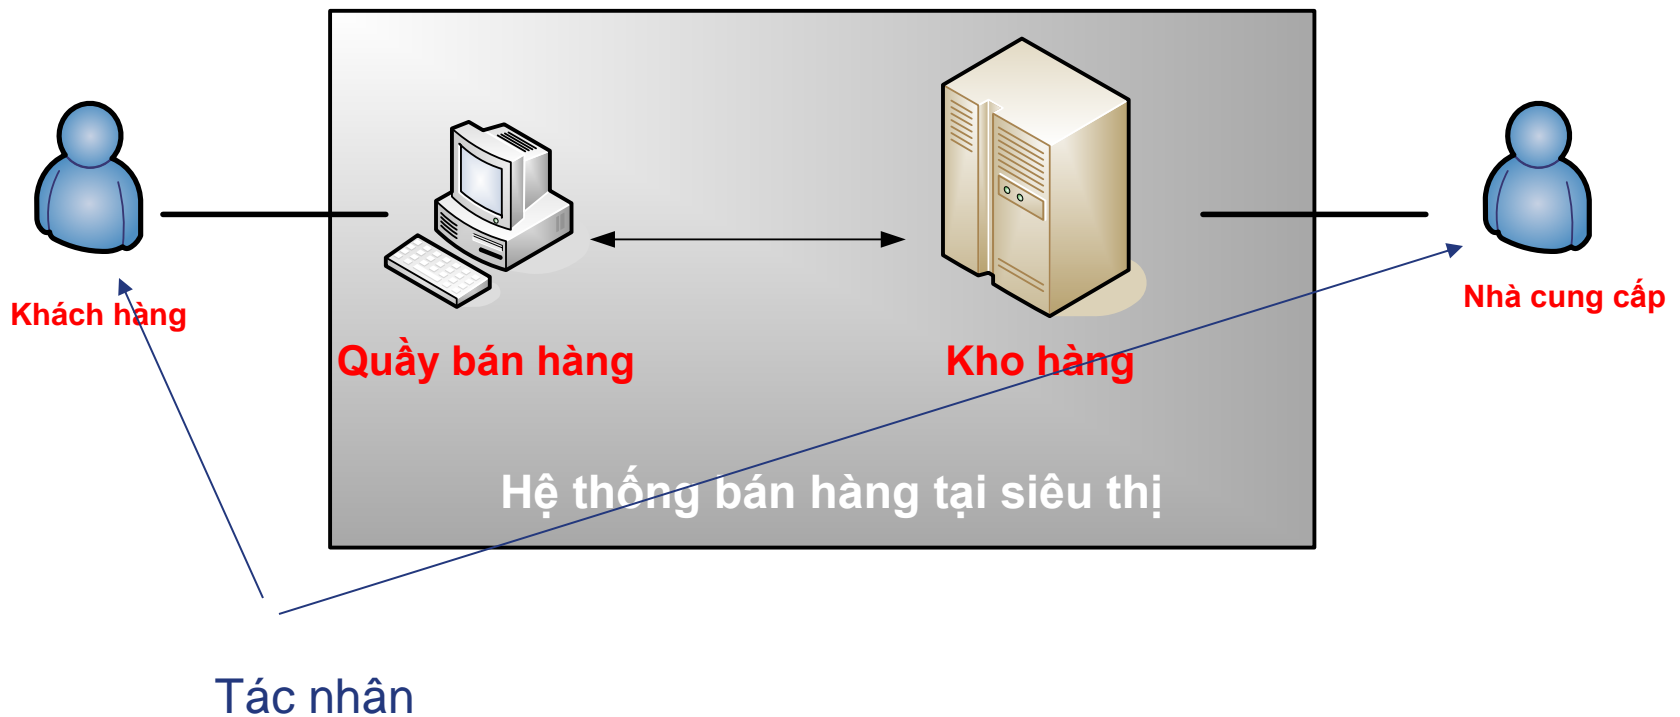 Khách hàng
Nhà cung cấp
Quầy bán hàng
Kho hàng
Hệ thống bán hàng tại siêu thị
Tác nhân